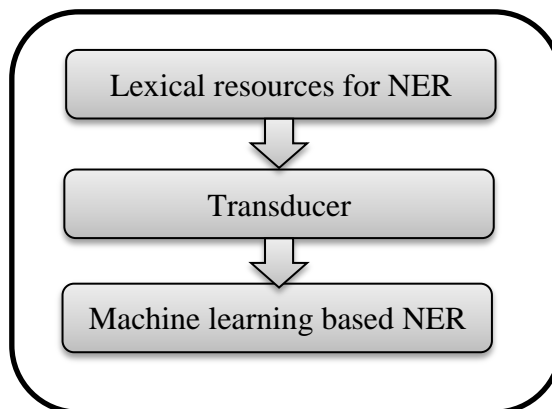 Lexical resources for NER
Transducer
Machine learning based NER